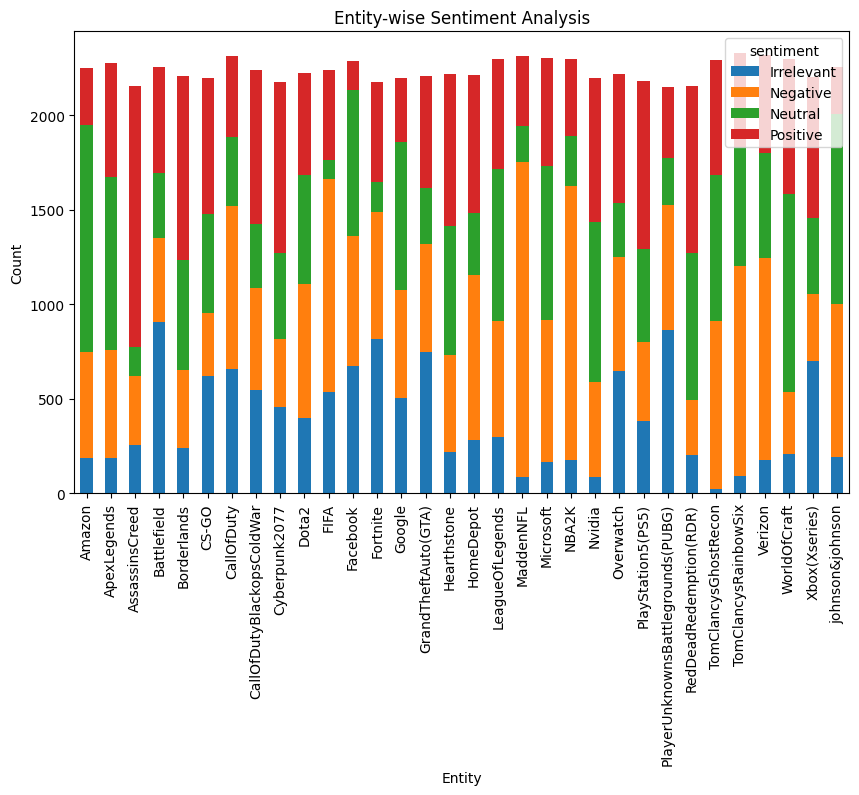 Entity-wise Sentiment Analysis
sentiment
Irrelevant
Negative
Neutral
Positive
Count
2000
1500
1000
500
0
Amazon
ApexLegends
AssassinsCreed
Battlefield
Borderlands
CS-GO
CallOfDuty
CallOfDutyBlackopsColdWar
Cyberpunk2077
Dota2
FIFA
Facebook
Fortnite
Google
GrandTheftAuto(GTA)
Hearthstone
HomeDepot
LeagueOfLegends
MaddenNFL
Microsoft
NBA2K
Nvidia
Overwatch
PlayStation5(PS5)
PlayerUnknownsBattlegrounds(PUBG)
RedDeadRedemption(RDR)
TomClancysGhostRecon
TomClancysRainbowSix
Verizon
WorldOfCraft
Xbox(Xseries)
johnson&johnson
Entity